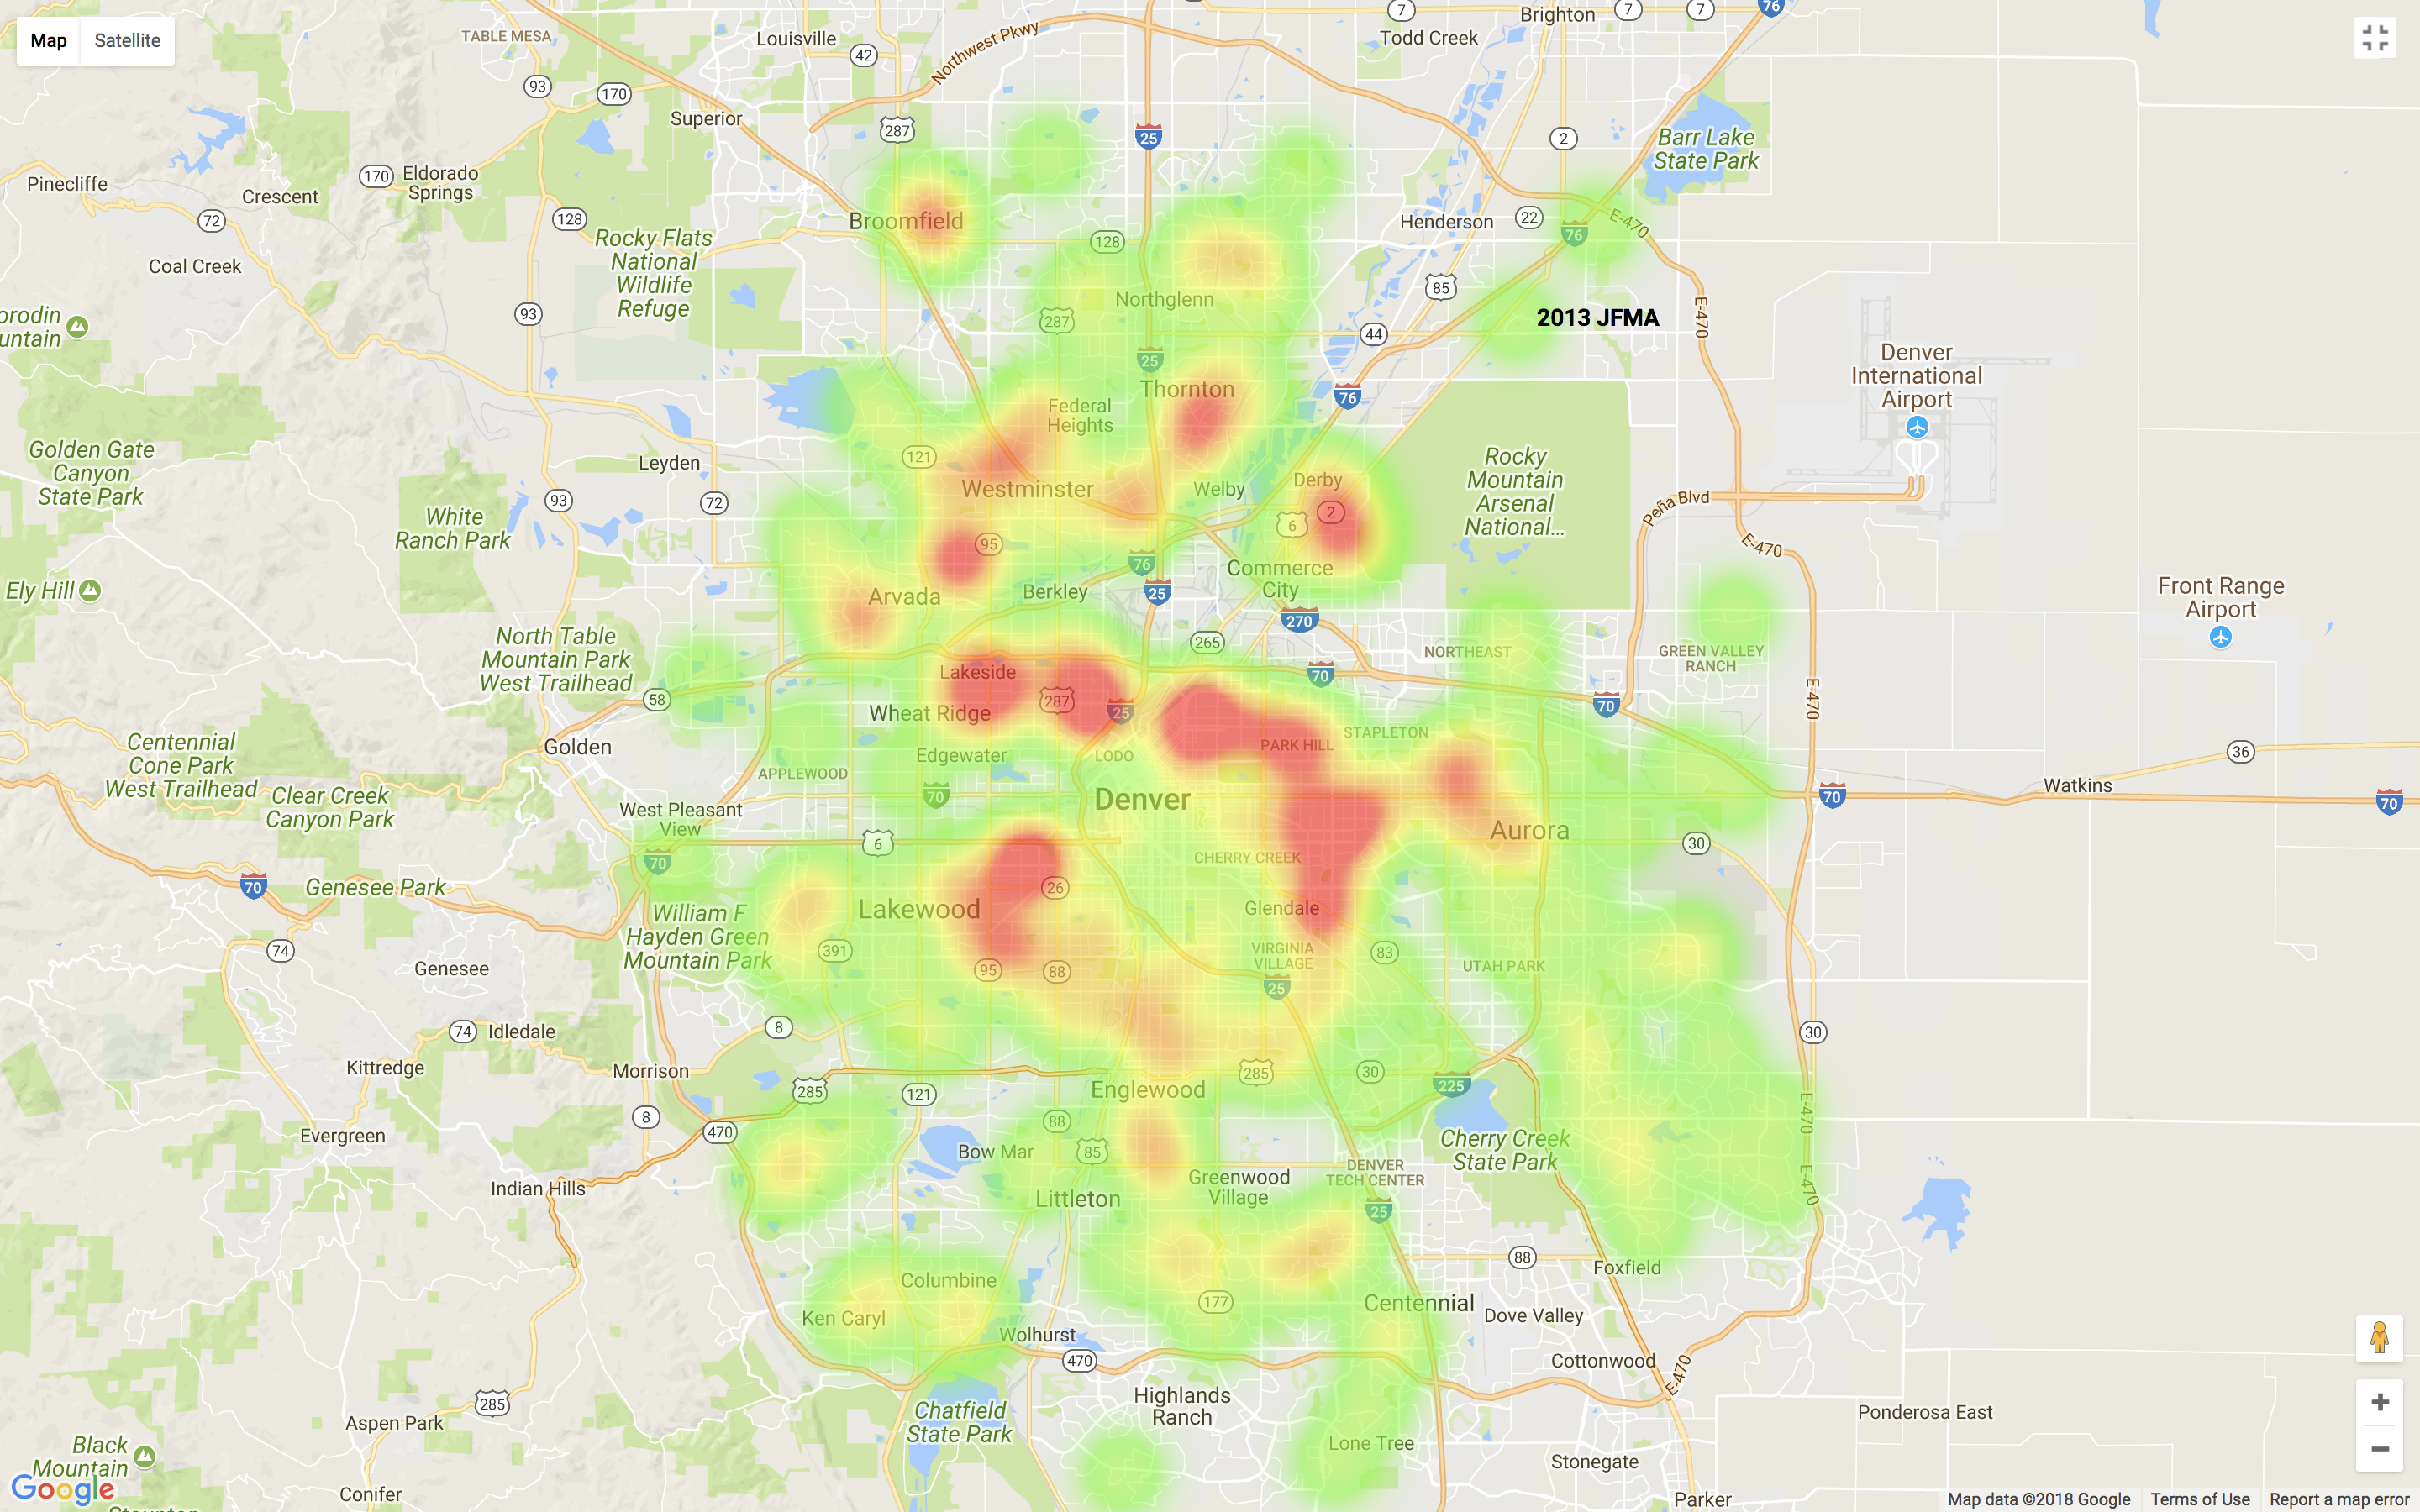 Map Satellite
TABLE MESA
Louisville
42
Northwest Pkwy
7
Todd Creek
Brighton
7
7
76
93
170
Superior
287
25
2
Barr Lake
State Park
Pinecliffe
170
Eldorado
Springs
Crescent
72
128
Broomfield
Henderson
22
76
E-470
Rocky Flats
National
Wildlife
Refuge
128
Coal Creek
85
Northglenn
93
287
44
2013 JFMA
E-470
orodin
untain
25
Thornton
76
Denver
International
Airport
Federal
Heights
Golden Gate
Canyon
State Park
Leyden
121
Westminster
Welby
Derby
2
6
Rocky
Mountain
Arsenal
National...
Peña Blvd
93
72
White
Ranch Park
95
76
E-470
Commerce
City
Ely Hill
Arvada
Berkley
25
270
Front Range
Airport
North Table
Mountain Park
West Trailhead
265
NORTHEAST
GREEN VALLEY
RANCH
58
Lakeside
287
25
70
70
E-470
Wheat Ridge
PARK HILL
STAPLETON
Golden
Edgewater
LODO
36
Centennial
Cone Park
West Trailhead
APPLEWOOD
Clear Creek
Canyon Park
70
Denver
70
Watkins
70
West Pleasant
View
6
Aurora
30
70
CHERRY CREEK
70
Genesee Park
26
William F
Hayden Green
Mountain Park
Lakewood
Glendale
74
391
VIRGINIA
VILLAGE
83
UTAH PARK
Genesee
95
88
25
74
Idledale
8
30
Kittredge
Morrison
285
285
30
225
121
Englewood
8
470
88
E-470
Evergreen
Bow Mar
85
Cherry Creek
State Park
DENVER
TECH CENTER
Indian Hills
Littleton
Greenwood
Village
E-470
25
88
Foxfield
Columbine
Ken Caryl
177
Centennial
Dove Valley
Wolhurst
470
Cottonwood
E-470
285
Highlands
Ranch
Aspen Park
Chatfield
State Park
Ponderosa East
Black
Mountain
Lone Tree
Stonegate
Conifer
Parker
Google
Map data ©2018 Google Terms of Use Report a map error